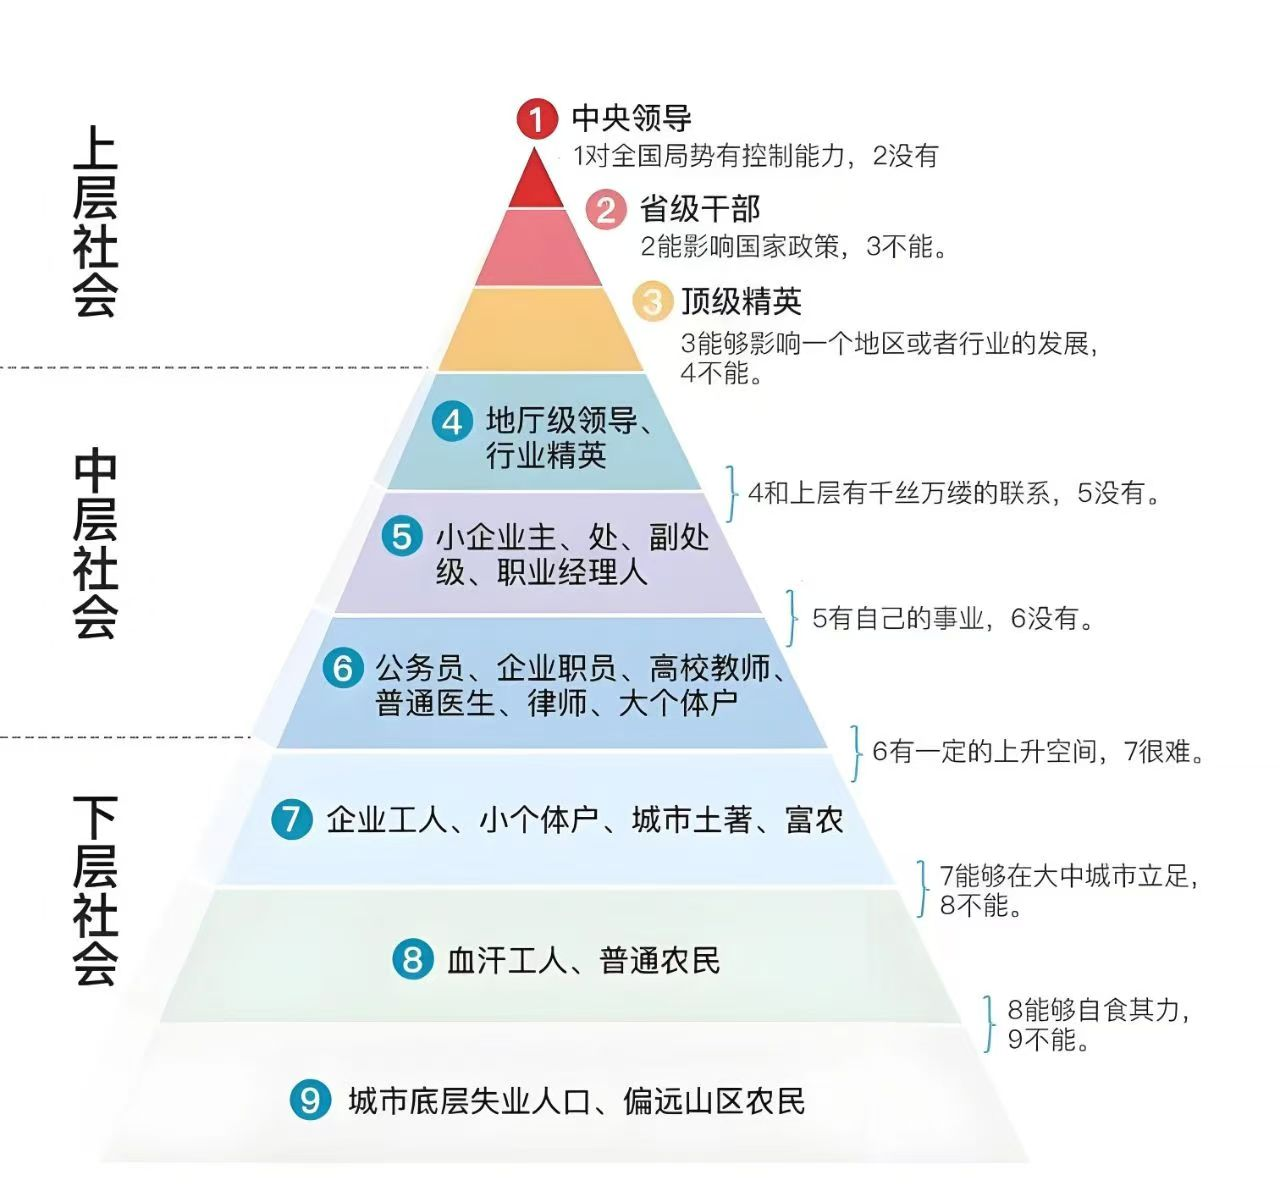 上层社会
1 中央领导
1对全国局势有控制能力，2没有
2 省级干部
2能影响国家政策，3不能。
3 顶级精英
3能够影响一个地区或者行业的发展，
4不能。
中层社会
4 地厅级领导、
行业精英
4和上层有千丝万缕的联系，5没有。
5 小企业主、处、副处
级、职业经理人
5有自己的事业，6没有。
6 公务员、企业职员、高校教师、
普通医生、律师、大个体户
6有一定的上升空间，7很难。
下层社会
7 企业工人、小个体户、城市土著、富农
7能够在大中城市立足，
8不能。
8 血汗工人、普通农民
8能够自食其力，
9不能。
9 城市底层失业人口、偏远山区农民